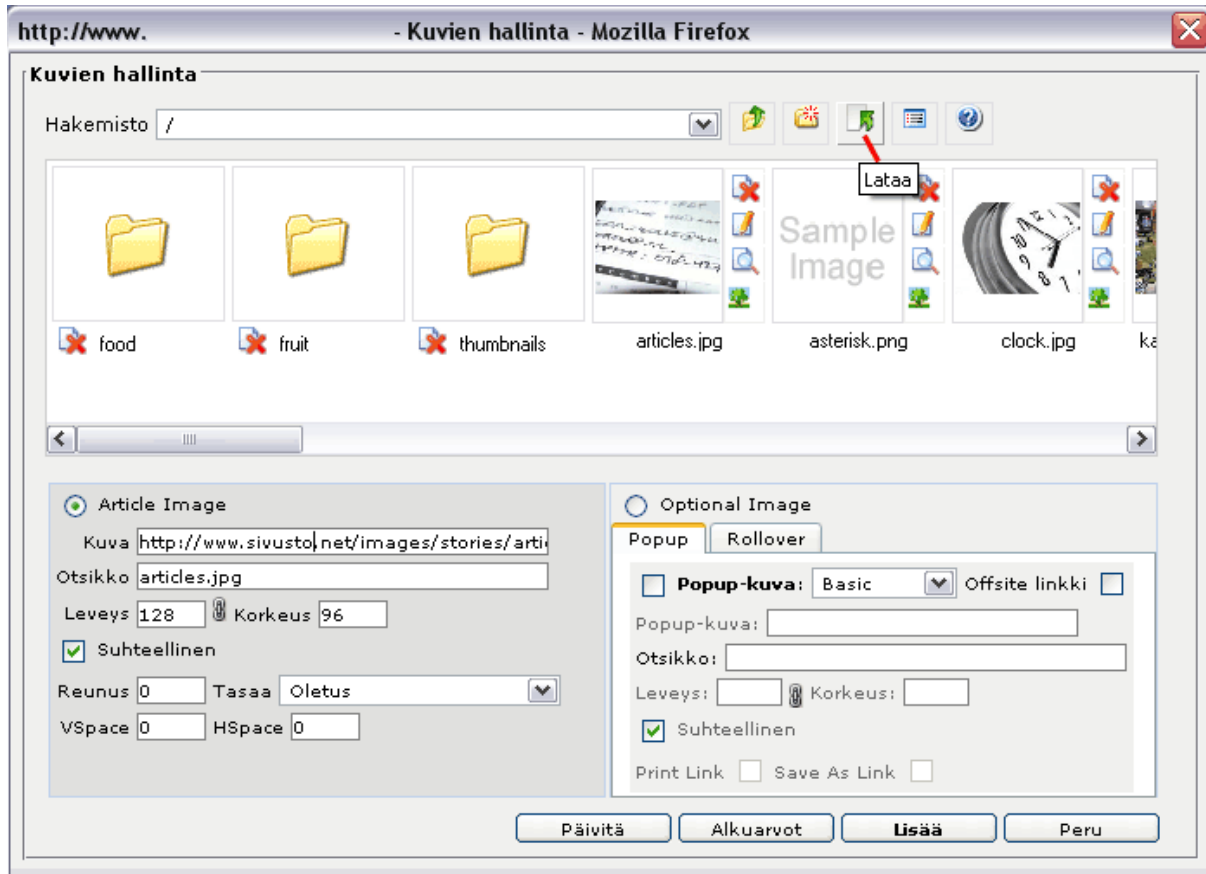 http://www. - Kuvien hallinta - Mozilla Firefox
Kuvien hallinta
Hakemisto /
Lataa
Sample
Image
food fruit thumbnails articles.jpg asterisk.png clock.jpg ka
Article Image
Kuva http://www.sivusto.net/images/stories/arti
Otsikko articles.jpg
Leveys 128 Korkeus 96
Suhteellinen
Reunus 0 Tasaa Oletus
VSpace 0 HSpace 0
Optional Image
Popup Rollover
Popup-kuva: Basic Offsite linkki
Popup-kuva:
Otsikko:
Leveys: Korkeus:
Suhteellinen
Print Link Save As Link
Päivitä Alkuarvot Lisää Peru